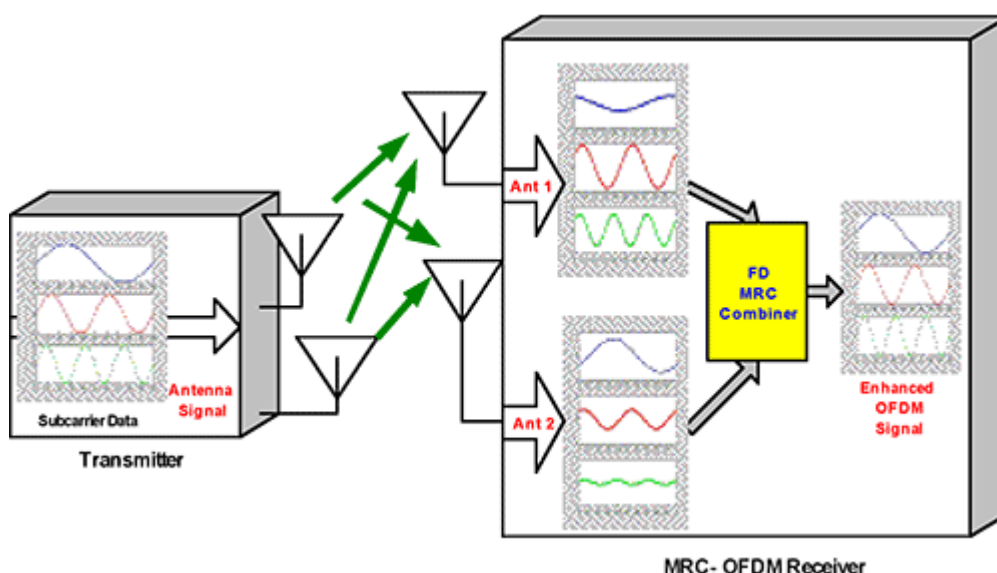 Subcarrier Data
Antenna
Signal
Transmitter
Ant 1
Ant 2
FD
MRC
Combiner
Enhanced
OFDM
Signal
MRC- OFDM Receiver